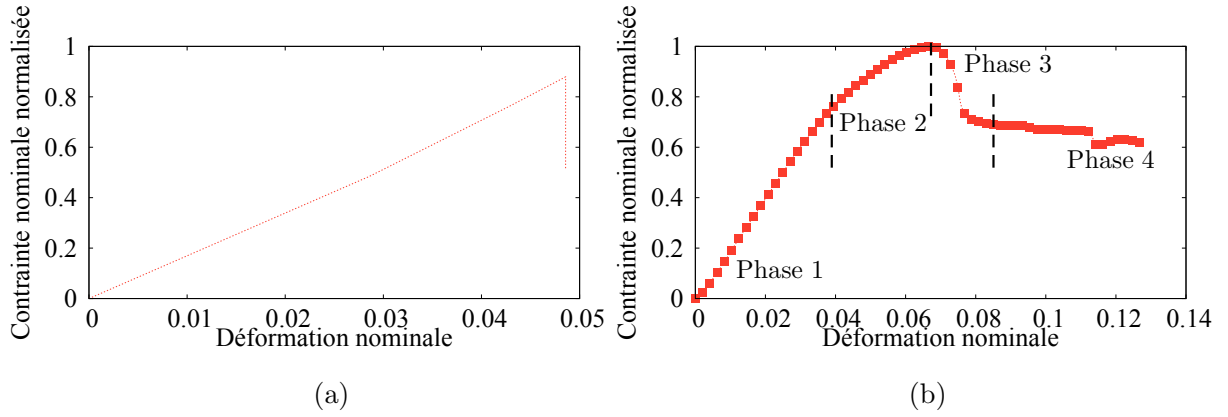 Contrainte nominale normalisée
1
0.8
0.6
0.4
0.2
0
0 0.01 0.02 0.03 0.04 0.05
Déformation nominale
(a)
Contrainte nominale normalisée
1
0.8
0.6
0.4
0.2
0
Phase 3
Phase 2
Phase 4
Phase 1
0 0.02 0.04 0.06 0.08 0.1 0.12 0.14
Déformation nominale
(b)